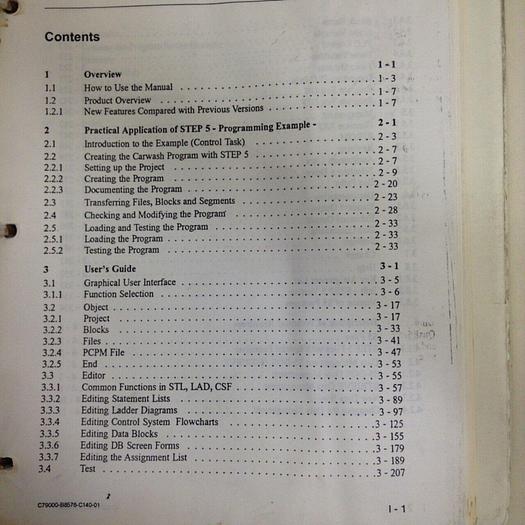 Contents
1 Overview 1 - 1
1.1 How to Use the Manual . . . . . . . . . . 1 - 3
1.2 Product Overview . . . . . . . . . . 1 - 7
1.2.1 New Features Compared with Previous Versions . . . . . . . . . . 1 - 7
2 Practical Application of STEP 5 - Programming Example - 2 - 1
2.1 Introduction to the Example (Control Task) . . . . . . . . . . 2 - 3
2.2 Creating the Carwash Program with STEP 5 . . . . . . . . . . 2 - 7
2.2.1 Setting up the Project . . . . . . . . . . 2 - 7
2.2.2 Creating the Program . . . . . . . . . . 2 - 9
2.2.3 Documenting the Program . . . . . . . . . . 2 - 20
2.3 Transferring Files, Blocks and Segments . . . . . . . . . . 2 - 23
2.4 Checking and Modifying the Program . . . . . . . . . . 2 - 28
2.5 Loading and Testing the Program . . . . . . . . . . 2 - 33
2.5.1 Loading the Program . . . . . . . . . . 2 - 33
2.5.2 Testing the Program . . . . . . . . . . 2 - 33
3 User's Guide 3 - 1
3.1 Graphical User Interface . . . . . . . . . . 3 - 5
3.1.1 Function Selection . . . . . . . . . . 3 - 6
3.2 Object . . . . . . . . . . 3 - 17
3.2.1 Project . . . . . . . . . . 3 - 17
3.2.2 Blocks . . . . . . . . . . 3 - 33
3.2.3 Files . . . . . . . . . . 3 - 41
3.2.4 PCPM File . . . . . . . . . . 3 - 47
3.2.5 End . . . . . . . . . . 3 - 53
3.3 Editor . . . . . . . . . . 3 - 55
3.3.1 Common Functions in STL, LAD, CSF . . . . . . . . . . 3 - 57
3.3.2 Editing Statement Lists . . . . . . . . . . 3 - 89
3.3.3 Editing Ladder Diagrams . . . . . . . . . . 3 - 97
3.3.4 Editing Control System Flowcharts . . . . . . . . . . 3 - 125
3.3.5 Editing Data Blocks . . . . . . . . . . 3 - 155
3.3.6 Editing DB Screen Forms . . . . . . . . . . 3 - 179
3.3.7 Editing the Assignment List . . . . . . . . . . 3 - 189
3.4 Test . . . . . . . . . . 3 - 207
C79000-B8576-C140-01 I - 1